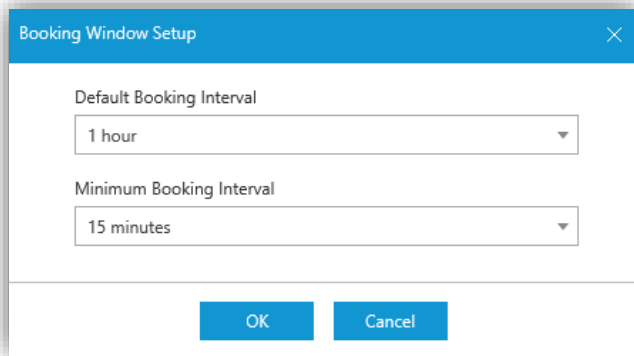 Booking Window Setup
Default Booking Interval
1 hour
Minimum Booking Interval
15 minutes
OK Cancel